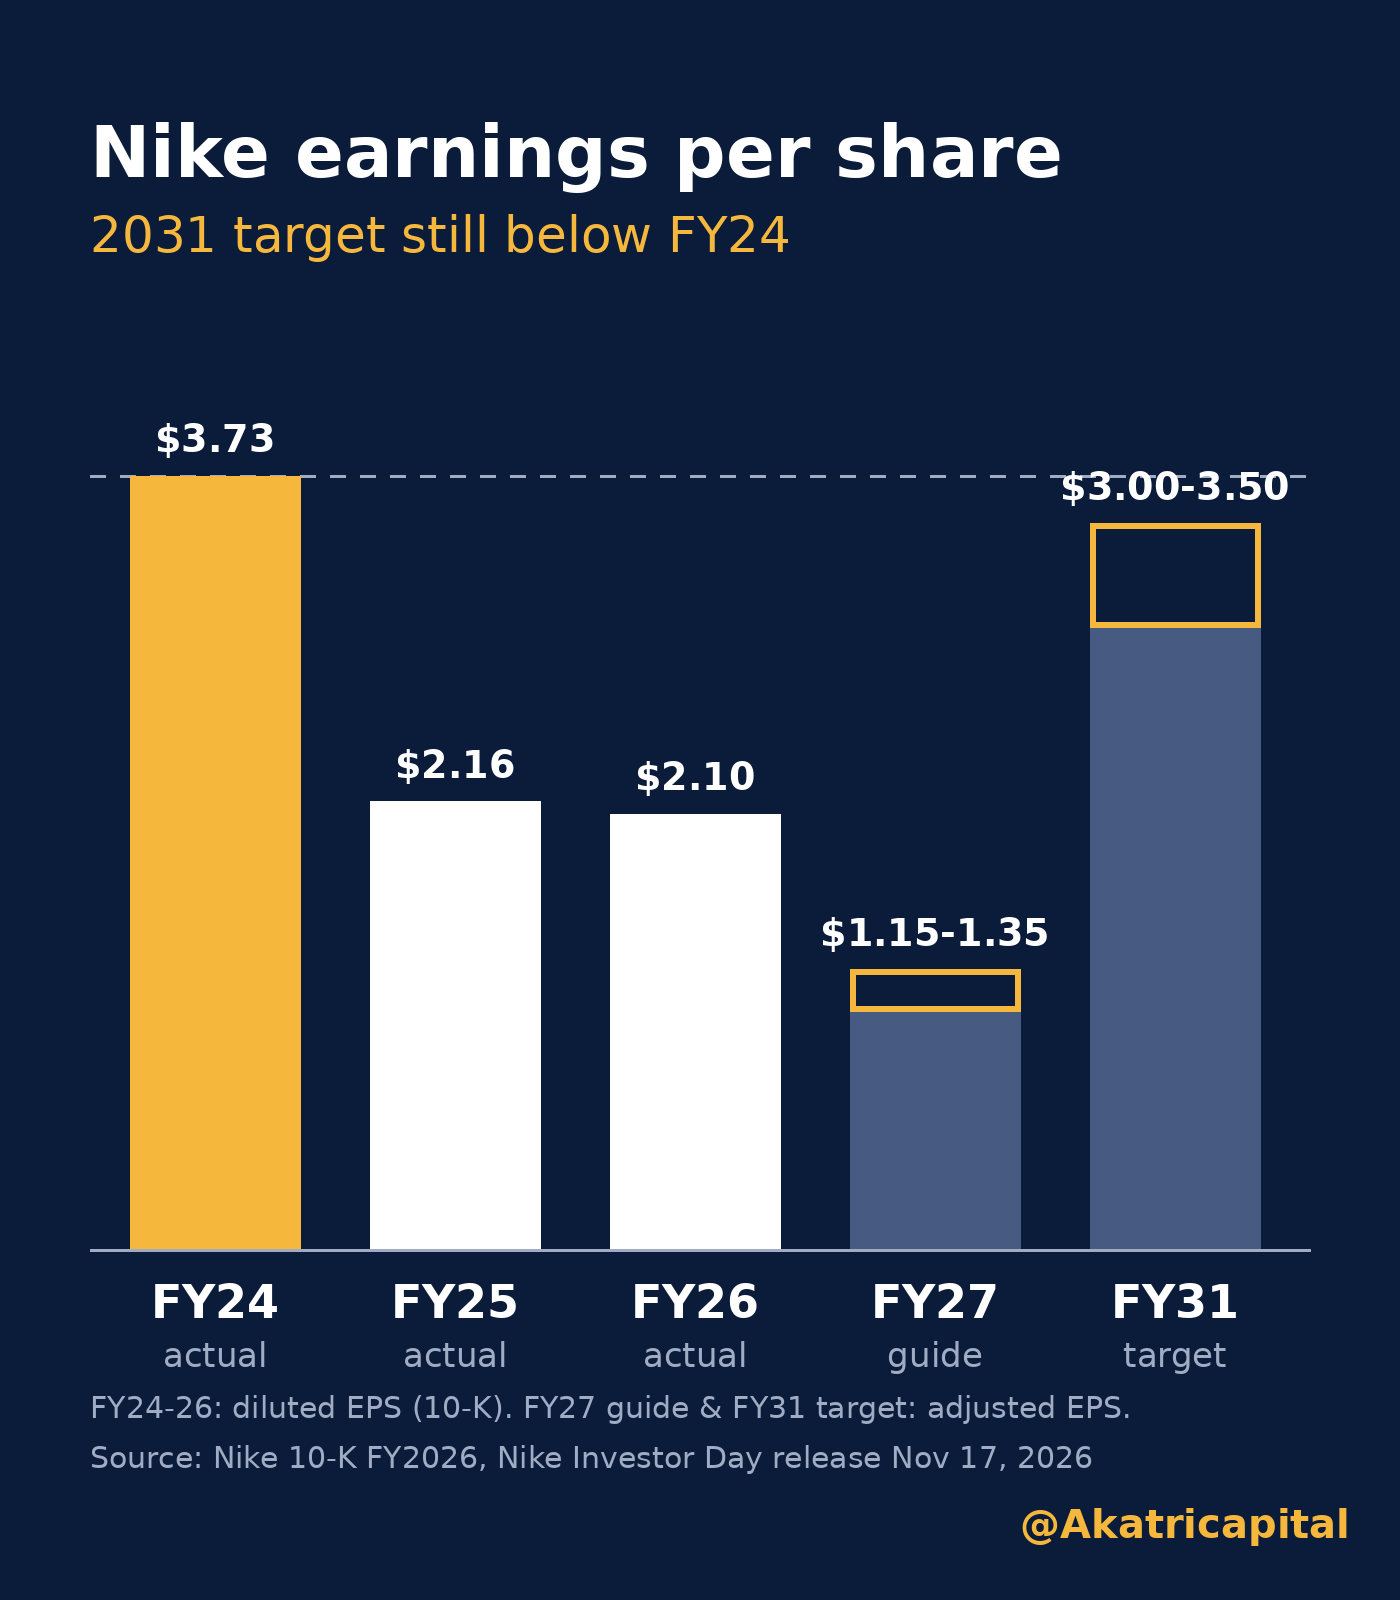 Nike earnings per share
2031 target still below FY24
$3.73
$3.00-3.50
$2.16
$2.10
$1.15-1.35
FY24
FY25
FY26
FY27
FY31
actual
actual
actual
guide
target
FY24-26: diluted EPS (10-K). FY27 guide & FY31 target: adjusted EPS.
Source: Nike 10-K FY2026, Nike Investor Day release Nov 17, 2026
@Akatricapital